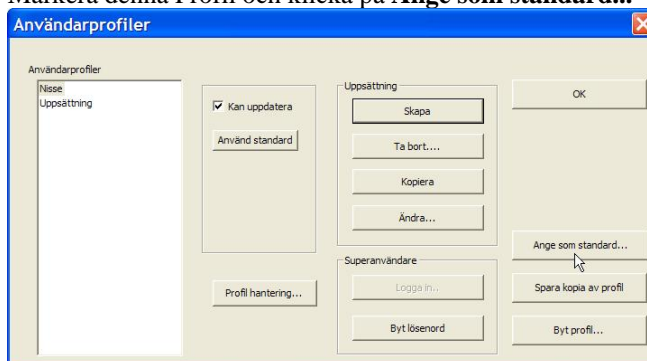 Markera denna Profil och klicka på Ange som standard...
Användarprofiler
Användarprofiler
Nisse
Uppsättning
Kan uppdatera
Använd standard
Profil hantering...
Uppsättning
Skapa
Ta bort....
Kopiera
Ändra...
Superanvändare
Logga in..
Byt lösenord
OK
Ange som standard...
Spara kopia av profil
Byt profil...